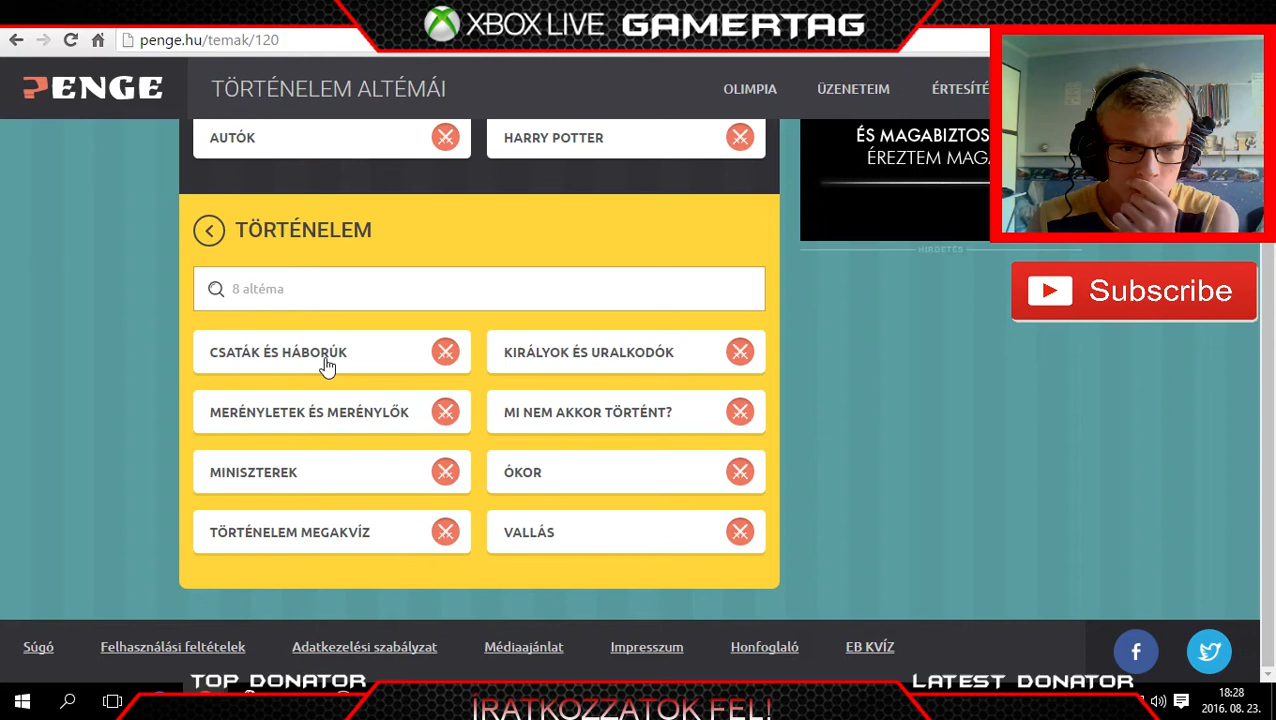 XBOX LIVE GAMERTAG
penge.hu/temak/120
PENGE
TÖRTÉNELEM ALTÉMÁI
OLIMPIA
ÜZENETEIM
ÉRTESÍTÉ
AUTÓK
HARRY POTTER
ÉS MAGABIZTOS
ÉREZTEM MAGA
HIRDETÉS
TÖRTÉNELEM
8 altéma
Subscribe
CSATÁK ÉS HÁBORÚK
KIRÁLYOK ÉS URALKODÓK
MERÉNYLETEK ÉS MERÉNYLŐK
MI NEM AKKOR TÖRTÉNT?
MINISZTEREK
ÓKOR
TÖRTÉNELEM MEGAKVÍZ
VALLÁS
Súgó
Felhasználási feltételek
Adatkezelési szabályzat
Médiaajánlat
Impresszum
Honfoglaló
EB KVÍZ
TOP DONATOR
LATEST DONATOR
ÍRATKOZZATOK FEL!
18:28
2016. 08. 23.